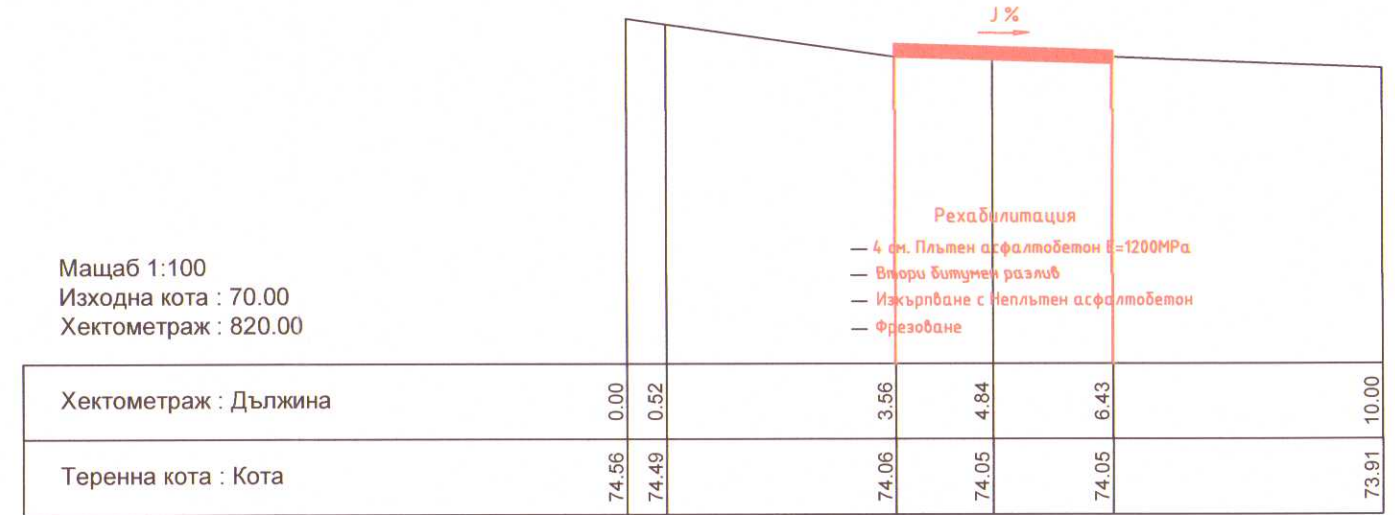 J %
Рехабилитация
— 4 см. Плътен асфалтобетон E=1200MPa
— Втори битумен разлив
— Изкърпване с Неплътен асфалтобетон
— Фрезоване
Мащаб 1:100
Изходна кота : 70.00
Хектометраж : 820.00
Хектометраж : Дължина 0.00 0.52 3.56 4.84 6.43 10.00
Теренна кота : Кота 74.56 74.49 74.06 74.05 74.05 73.91